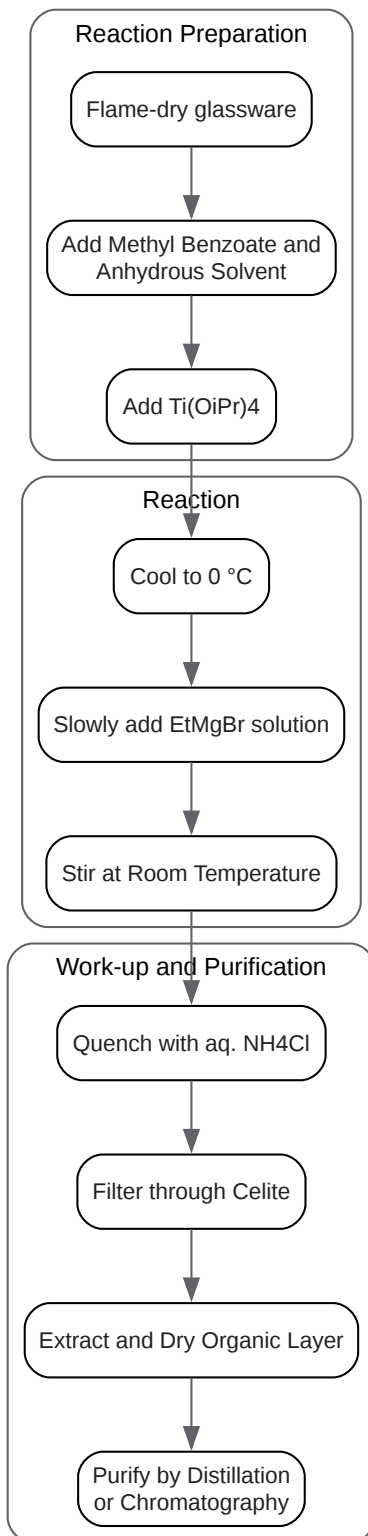 Reaction Preparation
Flame-dry glassware
Add Methyl Benzoate and
Anhydrous Solvent
Add Ti(OiPr)4
Reaction
Cool to 0 °C
Slowly add EtMgBr solution
Stir at Room Temperature
Work-up and Purification
Quench with aq. NH4Cl
Filter through Celite
Extract and Dry Organic Layer
Purify by Distillation
or Chromatography